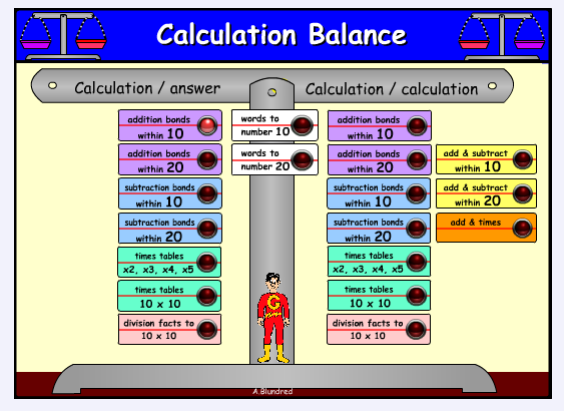 Calculation Balance
Calculation / answer
Calculation / calculation
addition bonds
within 10
words to
number 10
addition bonds
within 10
addition bonds
within 20
words to
number 20
addition bonds
within 20
add & subtract
within 10
subtraction bonds
within 10
subtraction bonds
within 10
add & subtract
within 20
subtraction bonds
within 20
subtraction bonds
within 20
add & times
times tables
x2, x3, x4, x5
times tables
x2, x3, x4, x5
times tables
10 x 10
times tables
10 x 10
division facts to
10 x 10
division facts to
10 x 10
G
A.Blundred